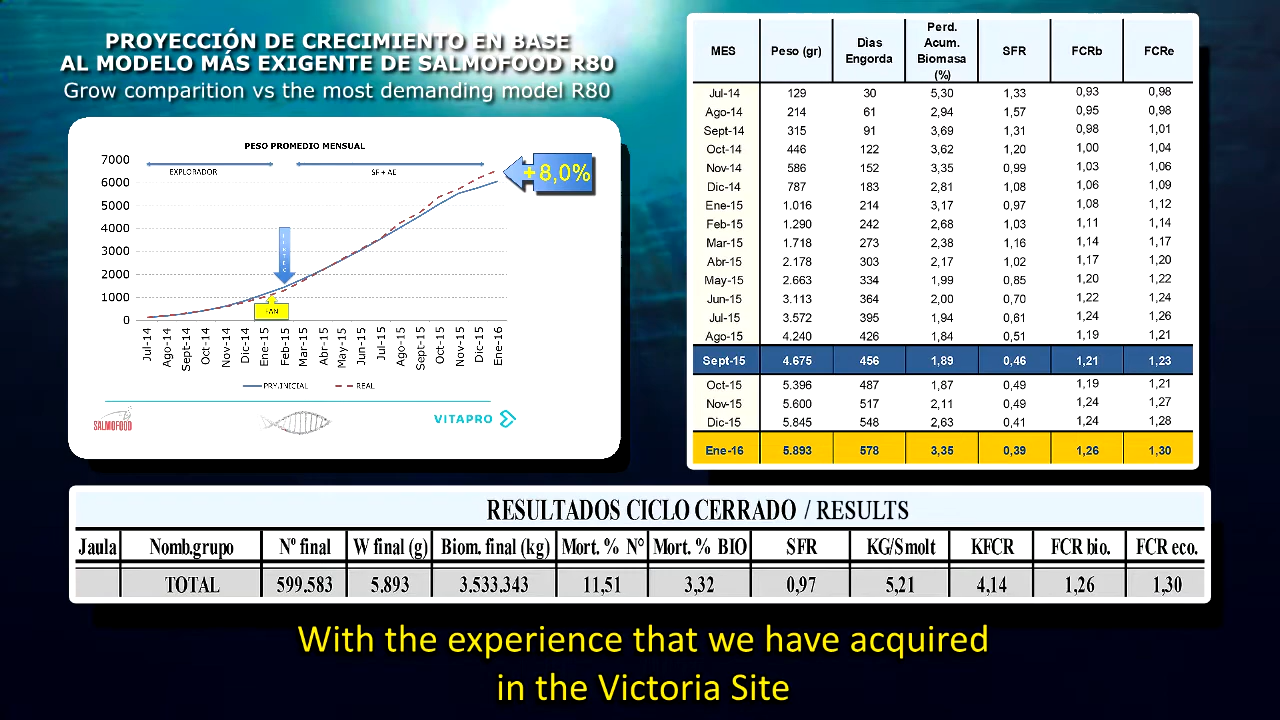 PROYECCIÓN DE CRECIMIENTO EN BASE
AL MODELO MÁS EXIGENTE DE SALMOFOOD R80
Grow comparition vs the most demanding model R80
PESO PROMEDIO MENSUAL
EXPLORADOR
SF + AE
+8,0%
7000
6000
5000
4000
3000
2000
1000
0
Jul-14 Ago-14 Sept-14 Oct-14 Nov-14 Dic-14 Ene-15 Feb-15 Mar-15 Abr-15 May-15 Jun-15 Jul-15 Ago-15 Sept-15 Oct-15 Nov-15 Dic-15 Ene-16
PRY.INICIAL REAL
SALMOFOOD
VITAPRO
MES Peso (gr) Dias Engorda Perd. Acum. Biomasa (%) SFR FCRb FCRe
Jul-14 129 30 5,30 1,33 0,93 0,98
Ago-14 214 61 2,94 1,57 0,95 0,98
Sept-14 315 91 3,69 1,31 0,98 1,01
Oct-14 446 122 3,62 1,20 1,00 1,04
Nov-14 586 152 3,35 0,99 1,03 1,06
Dic-14 787 183 2,81 1,08 1,06 1,09
Ene-15 1.016 214 3,17 0,97 1,08 1,12
Feb-15 1.290 242 2,68 1,03 1,11 1,14
Mar-15 1.718 273 2,38 1,16 1,14 1,17
Abr-15 2.178 303 2,17 1,02 1,17 1,20
May-15 2.663 334 1,99 0,85 1,20 1,22
Jun-15 3.113 364 2,00 0,70 1,22 1,24
Jul-15 3.572 395 1,94 0,61 1,24 1,26
Ago-15 4.240 426 1,84 0,51 1,19 1,21
Sept-15 4.675 456 1,89 0,46 1,21 1,23
Oct-15 5.396 487 1,87 0,49 1,19 1,21
Nov-15 5.600 517 2,11 0,49 1,24 1,27
Dic-15 5.845 548 2,63 0,41 1,24 1,28
Ene-16 5.893 578 3,35 0,39 1,26 1,30
RESULTADOS CICLO CERRADO / RESULTS
Jaula Nomb.grupo Nº final W final (g) Biom. final (kg) Mort. % Nº Mort. % BIO SFR KG/Smolt KFCR FCR bio. FCR eco.
TOTAL 599.583 5.893 3.533.343 11,51 3,32 0,97 5,21 4,14 1,26 1,30
With the experience that we have acquired
in the Victoria Site